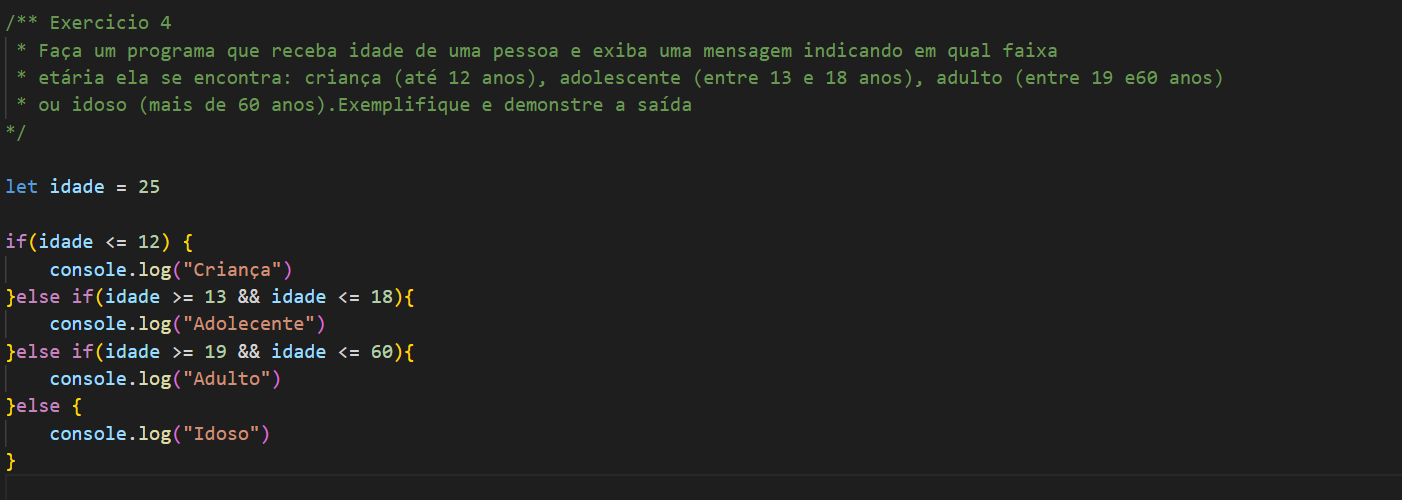 /** Exercicio 4
 * Faça um programa que receba idade de uma pessoa e exiba uma mensagem indicando em qual faixa
 * etária ela se encontra: criança (até 12 anos), adolescente (entre 13 e 18 anos), adulto (entre 19 e60 anos)
 * ou idoso (mais de 60 anos).Exemplifique e demonstre a saída
*/
let idade = 25
if(idade <= 12) {
    console.log("Criança")
}else if(idade >= 13 && idade <= 18){
    console.log("Adolecente")
}else if(idade >= 19 && idade <= 60){
    console.log("Adulto")
}else {
    console.log("Idoso")
}